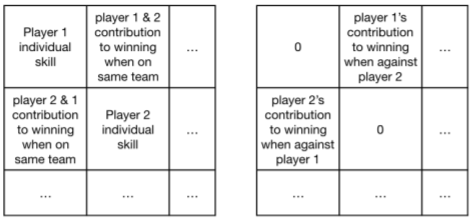 Player 1
individual
skill
player 1 & 2
contribution
to winning
when on
same team
...
player 2 & 1
contribution
to winning
when on
same team
Player 2
individual
skill
...
...
...
...
0
player 1's
contribution
to winning
when against
player 2
...
player 2's
contribution
to winning
when against
player 1
0
...
...
...
...